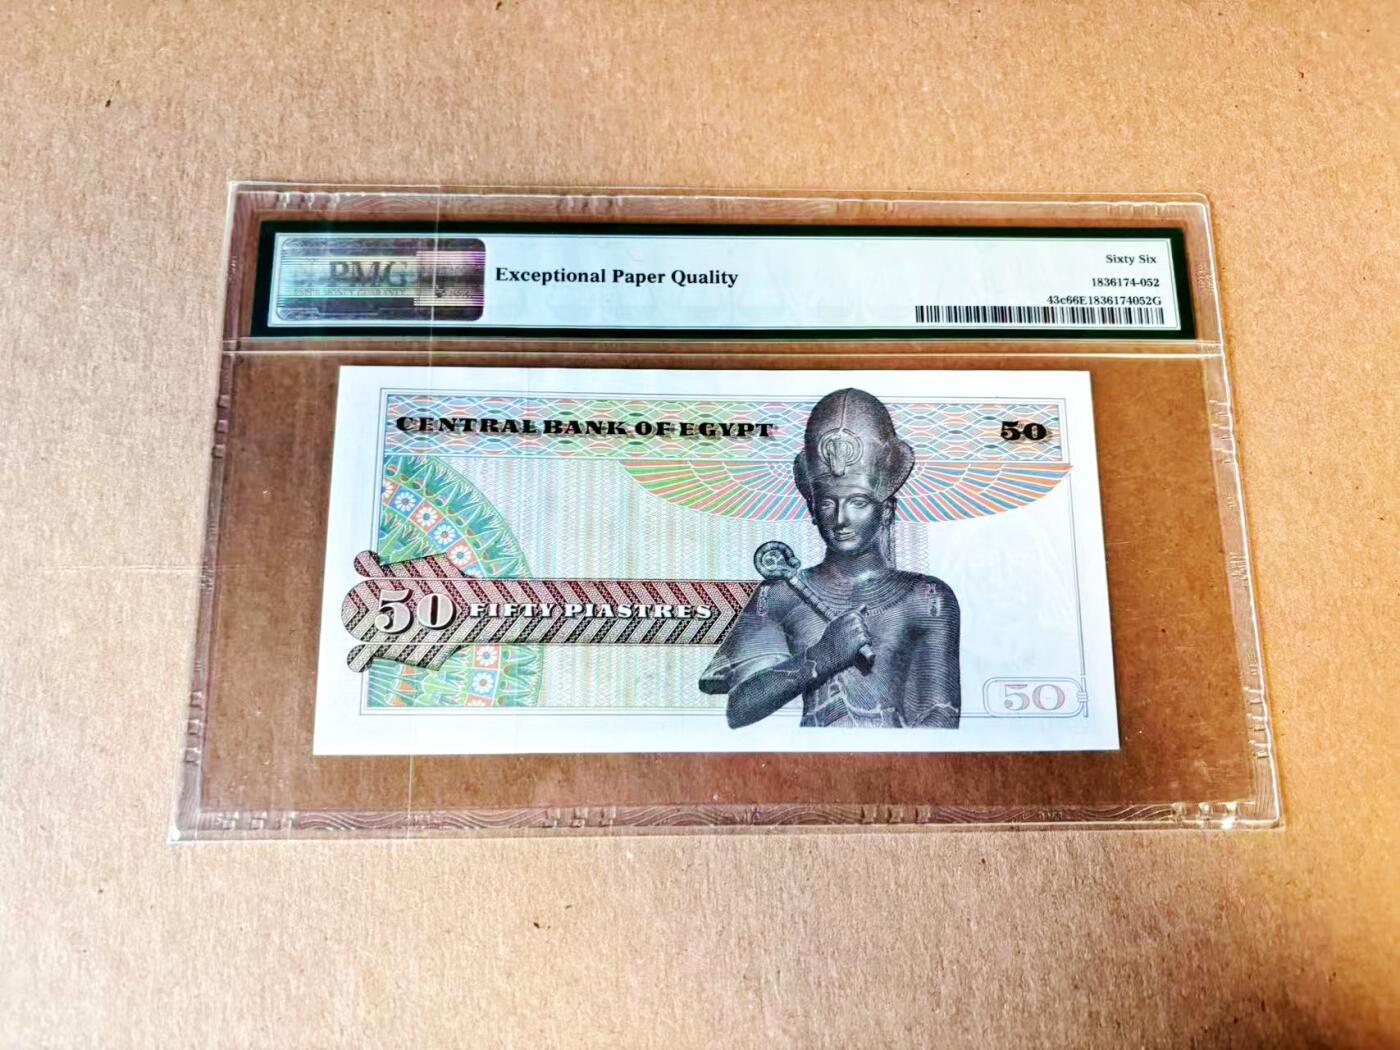 PMG
Exceptional Paper Quality
Sixty Six
1836174-052
43c66E1836174052G
CENTRAL BANK OF EGYPT
50
50 FIFTY PIASTRES
50